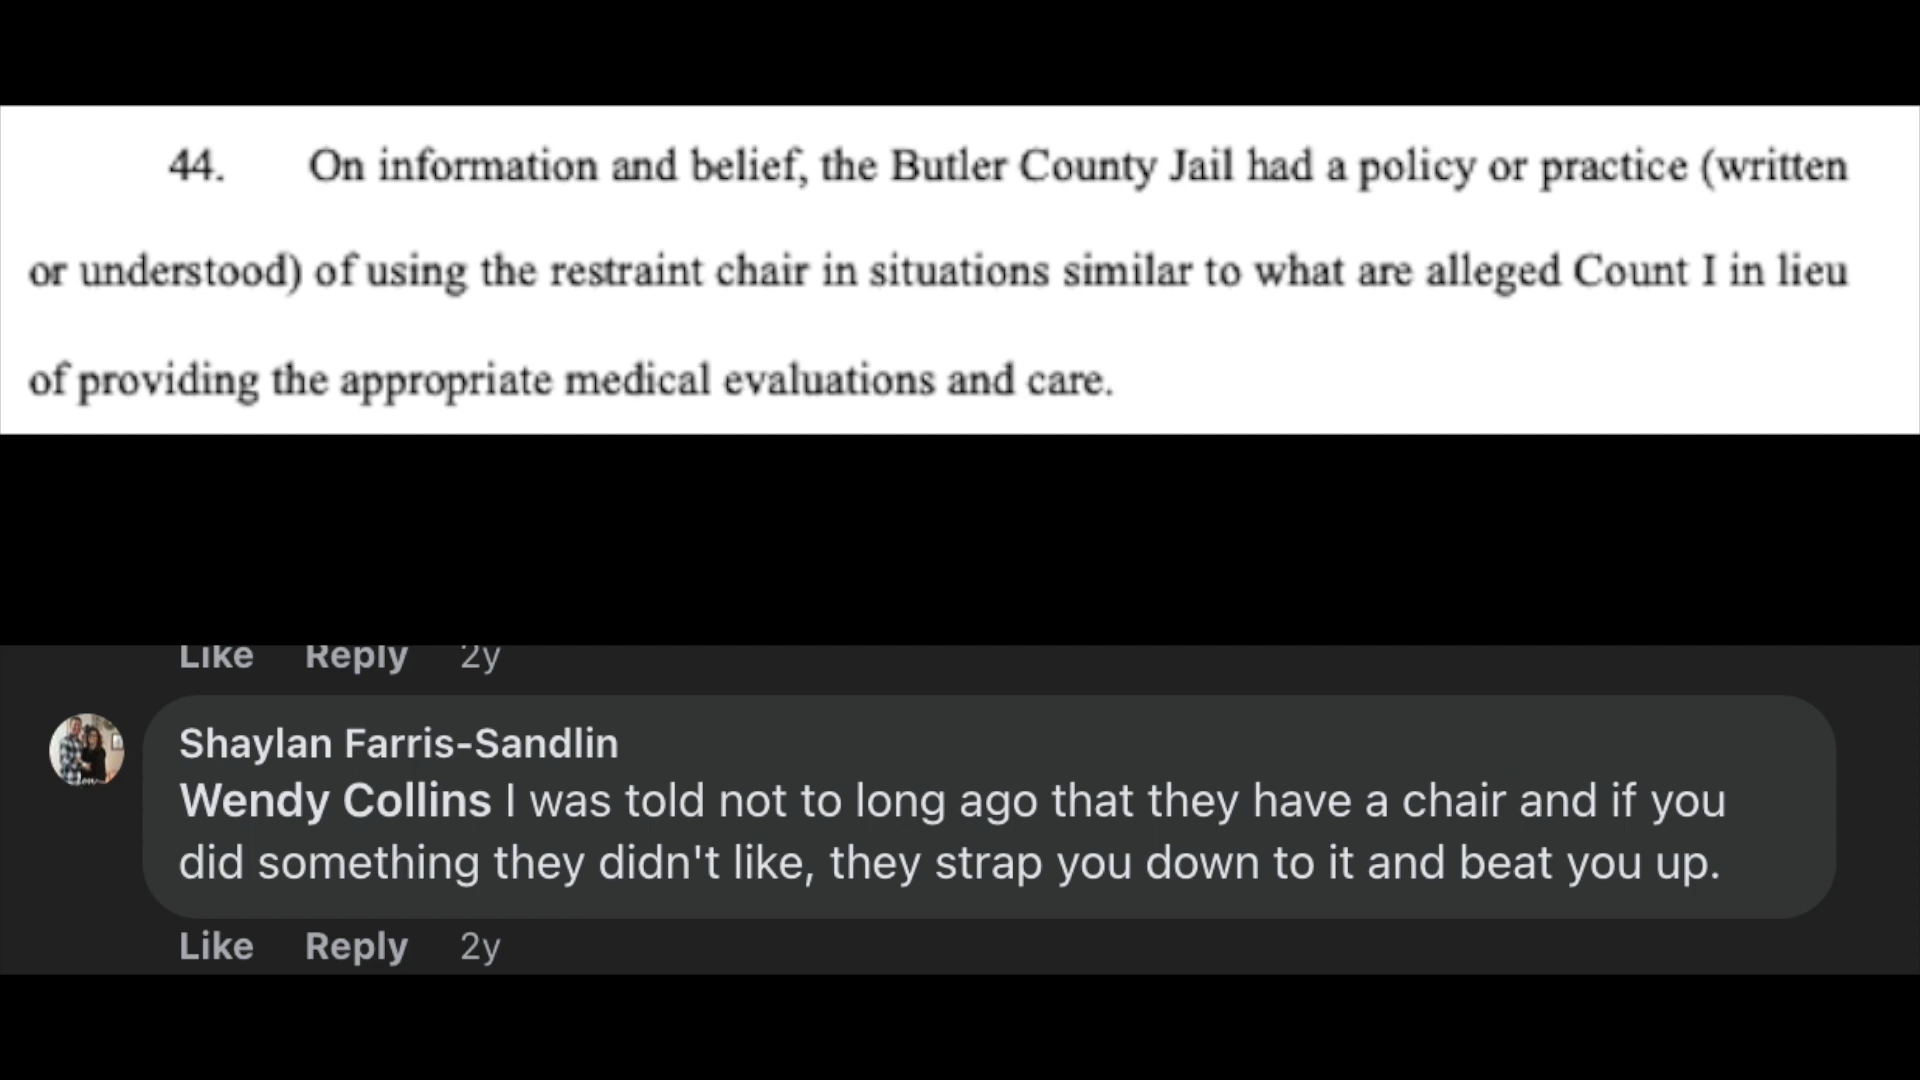 44. On information and belief, the Butler County Jail had a policy or practice (written
or understood) of using the restraint chair in situations similar to what are alleged Count I in lieu
of providing the appropriate medical evaluations and care.
Like Reply 2y
Shaylan Farris-Sandlin
Wendy Collins I was told not to long ago that they have a chair and if you
did something they didn't like, they strap you down to it and beat you up.
Like Reply 2y